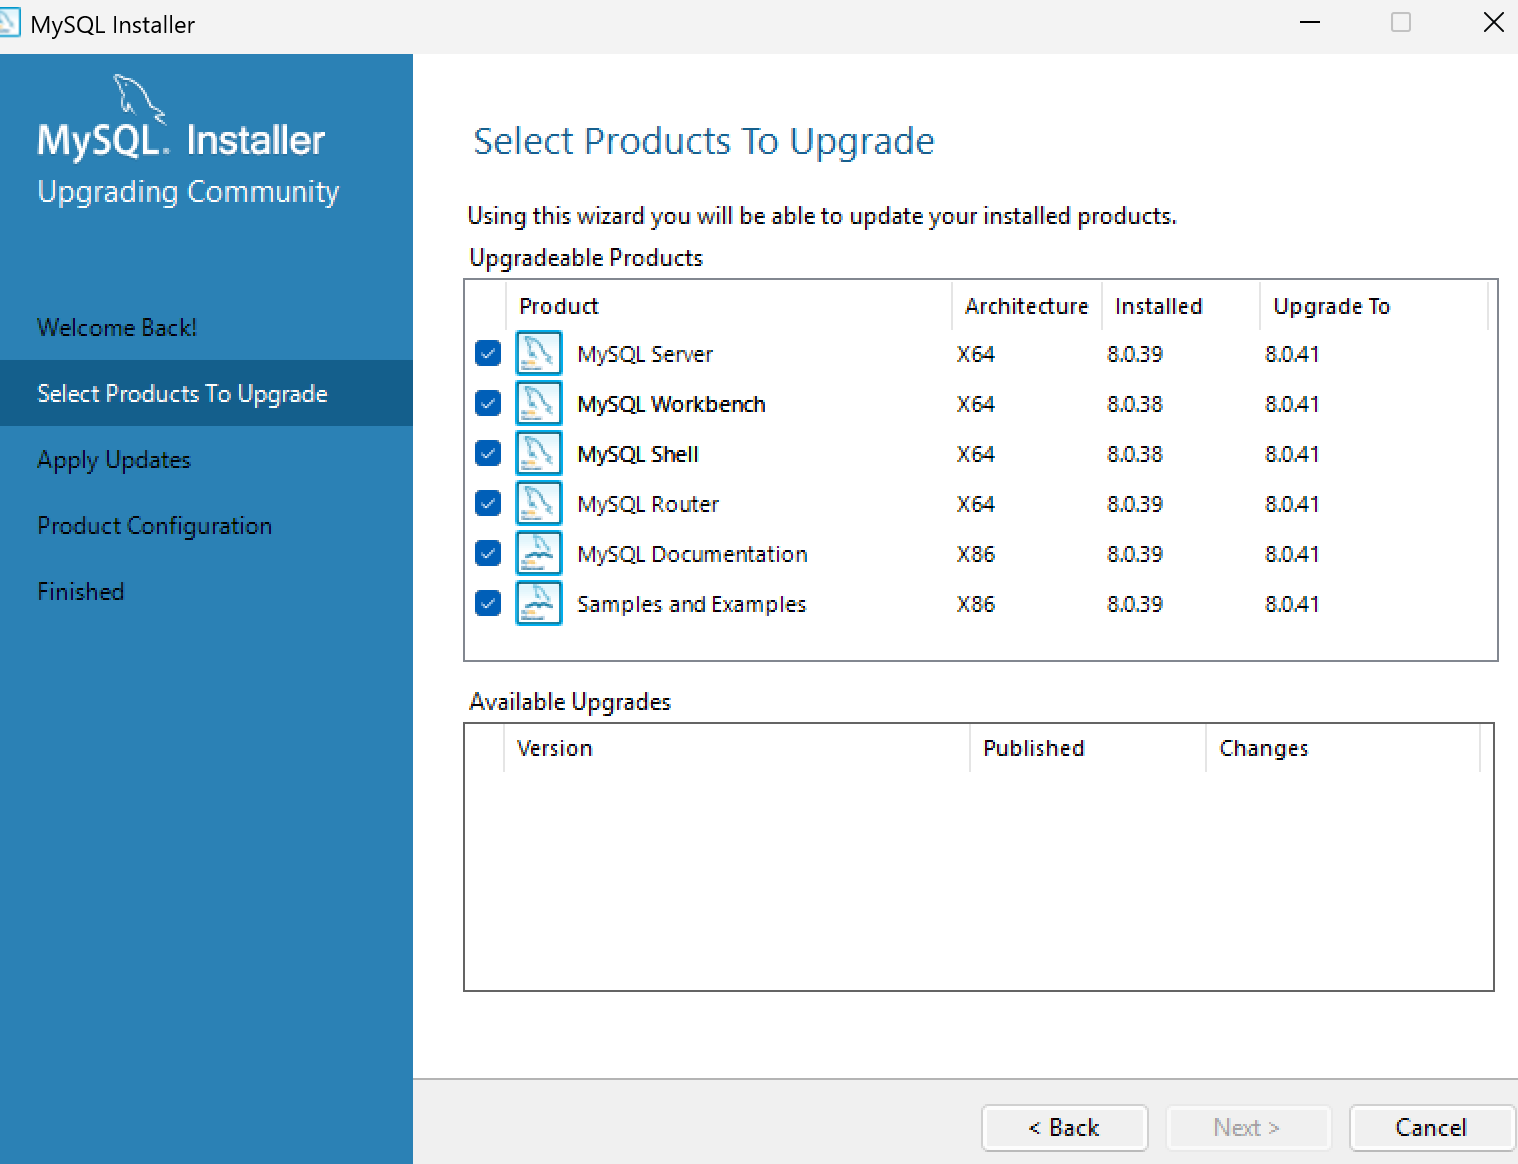 MySQL Installer
MySQL. Installer
Upgrading Community
Welcome Back!
Select Products To Upgrade
Apply Updates
Product Configuration
Finished
Select Products To Upgrade
Using this wizard you will be able to update your installed products.
Upgradeable Products
Product Architecture Installed Upgrade To
MySQL Server X64 8.0.39 8.0.41
MySQL Workbench X64 8.0.38 8.0.41
MySQL Shell X64 8.0.38 8.0.41
MySQL Router X64 8.0.39 8.0.41
MySQL Documentation X86 8.0.39 8.0.41
Samples and Examples X86 8.0.39 8.0.41
Available Upgrades
Version Published Changes
< Back Next > Cancel